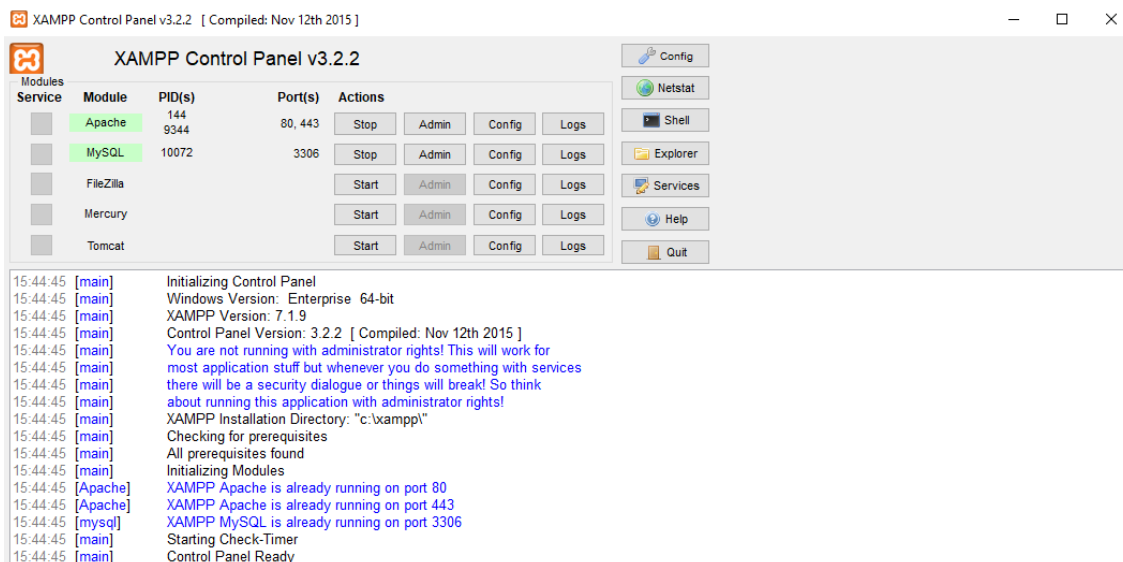 XAMPP Control Panel v3.2.2 [ Compiled: Nov 12th 2015 ]
XAMPP Control Panel v3.2.2
Config
Modules
Service Module PID(s) Port(s) Actions
Netstat
Apache 144 9344 80, 443 Stop Admin Config Logs
Shell
MySQL 10072 3306 Stop Admin Config Logs
Explorer
FileZilla Start Admin Config Logs
Services
Mercury Start Admin Config Logs
Help
Tomcat Start Admin Config Logs
Quit
15:44:45 [main] Initializing Control Panel
15:44:45 [main] Windows Version: Enterprise 64-bit
15:44:45 [main] XAMPP Version: 7.1.9
15:44:45 [main] Control Panel Version: 3.2.2 [ Compiled: Nov 12th 2015 ]
15:44:45 [main] You are not running with administrator rights! This will work for
15:44:45 [main] most application stuff but whenever you do something with services
15:44:45 [main] there will be a security dialogue or things will break! So think
15:44:45 [main] about running this application with administrator rights!
15:44:45 [main] XAMPP Installation Directory: "c:\xampp\"
15:44:45 [main] Checking for prerequisites
15:44:45 [main] All prerequisites found
15:44:45 [main] Initializing Modules
15:44:45 [Apache] XAMPP Apache is already running on port 80
15:44:45 [Apache] XAMPP Apache is already running on port 443
15:44:45 [mysql] XAMPP MySQL is already running on port 3306
15:44:45 [main] Starting Check-Timer
15:44:45 [main] Control Panel Ready